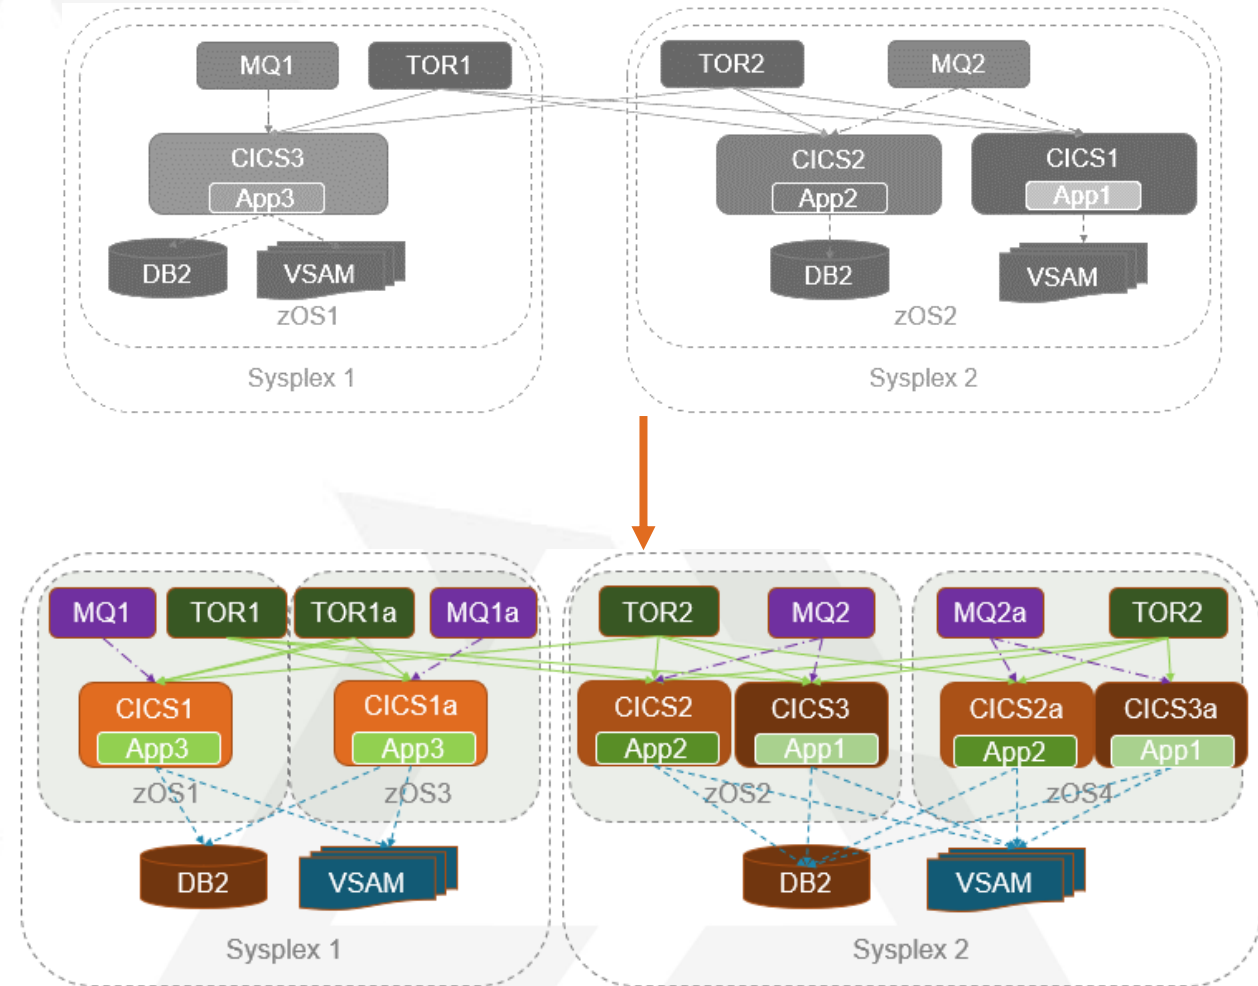 MQ1 TOR1 TOR2 MQ2
CICS3 CICS2 CICS1
App3 App2 App1
DB2 VSAM DB2 VSAM
zOS1 zOS2
Sysplex 1 Sysplex 2
MQ1 TOR1 TOR1a MQ1a TOR2 MQ2 MQ2a TOR2
CICS1 CICS1a CICS2 CICS3 CICS2a CICS3a
App3 App3 App2 App1 App2 App1
zOS1 zOS3 zOS2 zOS4
DB2 VSAM DB2 VSAM
Sysplex 1 Sysplex 2